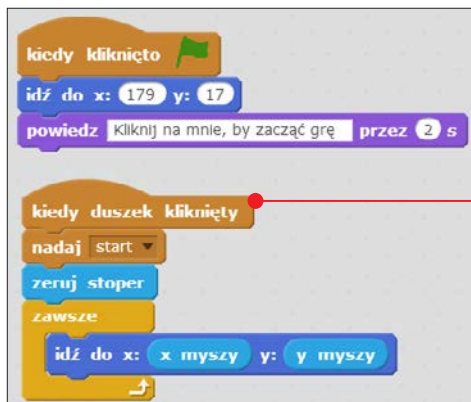 kiedy kliknięto
idź do x: 179 y: 17
powiedz Kliknij na mnie, by zacząć grę przez 2 s
kiedy duszek kliknięty
nadaj start
zeruj stoper
zawsze
idź do x: x myszy y: y myszy